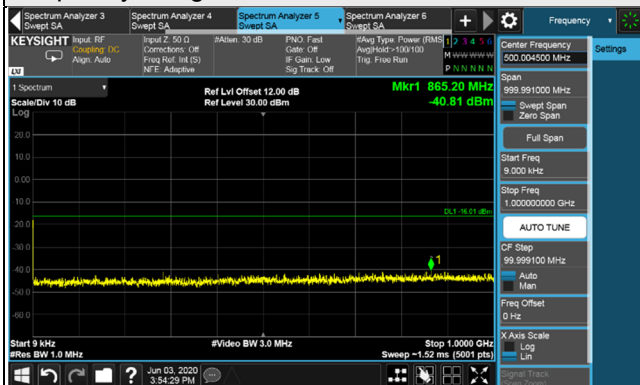 Spectrum Analyzer 3
Swept SA
Spectrum Analyzer 4
Swept SA
Spectrum Analyzer 5
Swept SA
Spectrum Analyzer 6
Swept SA
+
Frequency
KEYSIGHT
Input: RF
Coupling: DC
Align: Auto
Input Z: 50 Ω
Corrections: Off
Freq Ref: Int (S)
NFE: Adaptive
#Atten: 30 dB
PNO: Fast
Gate: Off
IF Gain: Low
Sig Track: Off
#Avg Type: Power (RMS
Avg|Hold:>100/100
Trig: Free Run
1 2 3 4 5 6
M W W W W W
P N N N N N
LXI
1 Spectrum
Scale/Div 10 dB
Log
Ref Lvl Offset 12.00 dB
Ref Level 30.00 dBm
Mkr1 865.20 MHz
-40.81 dBm
20.0
10.0
0.00
10.0
DL1 -16.01 dBm
-20.0
-30.0
1
-40.0
-50.0
-60.0
Start 9 kHz
#Res BW 1.0 MHz
#Video BW 3.0 MHz
Stop 1.0000 GHz
Sweep ~1.52 ms (5001 pts)
Jun 03, 2020
3:54:29 PM
?
Center Frequency
500.004500 MHz
Settings
Span
999.991000 MHz
Swept Span
Zero Span
Full Span
Start Freq
9.000 kHz
Stop Freq
1.000000000 GHz
AUTO TUNE
CF Step
99.999100 MHz
Auto
Man
Freq Offset
0 Hz
X Axis Scale
Log
Lin
Signal Track